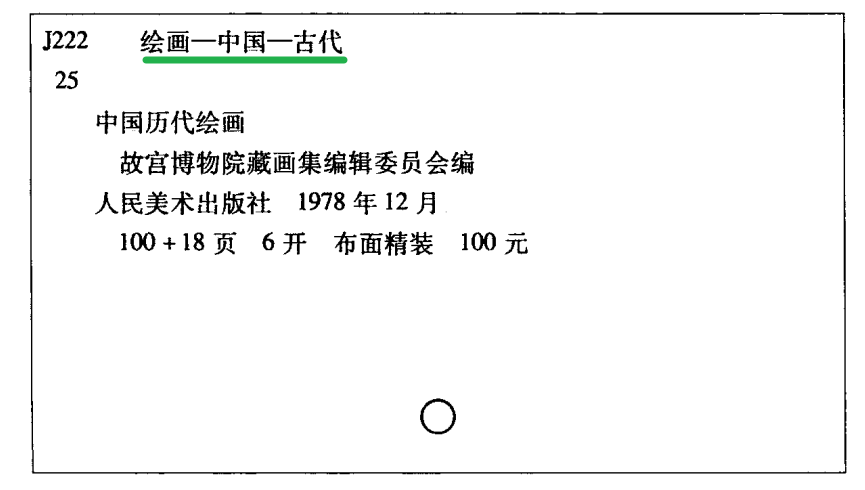 J222 绘画—中国—古代
25
中国历代绘画
故宫博物院藏画集编辑委员会编
人民美术出版社 1978 年 12 月
100 + 18 页 6 开 布面精装 100 元